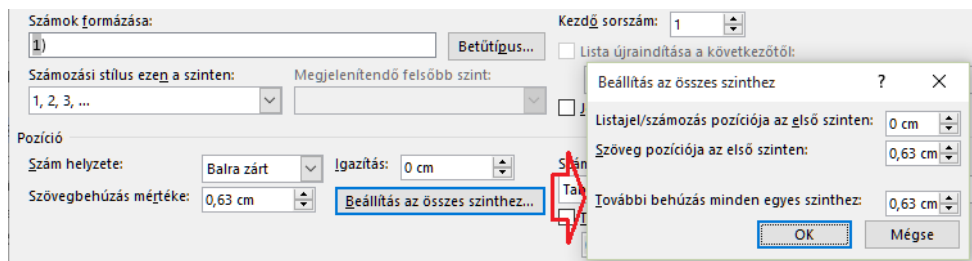 Számok formázása:
Kezdő sorszám: 1
1)
Betűtípus...
Lista újraindítása a következőtől:
Számozási stílus ezen a szinten:
Megjelenítendő felsőbb szint:
1, 2, 3, ...
Pozíció
Szám helyzete: Balra zárt
Igazítás: 0 cm
Szövegbehúzás mértéke: 0,63 cm
Beállítás az összes szinthez...
Beállítás az összes szinthez ? ×
Listajel/számozás pozíciója az első szinten: 0 cm
Szöveg pozíciója az első szinten: 0,63 cm
További behúzás minden egyes szinthez: 0,63 cm
OK Mégse